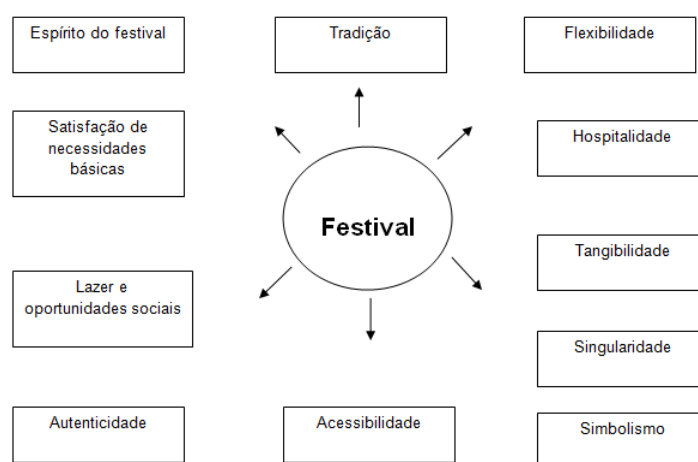 Espírito do festival
Tradição
Flexibilidade
Satisfação de
necessidades
básicas
Hospitalidade
Festival
Tangibilidade
Lazer e
oportunidades sociais
Singularidade
Autenticidade
Acessibilidade
Simbolismo